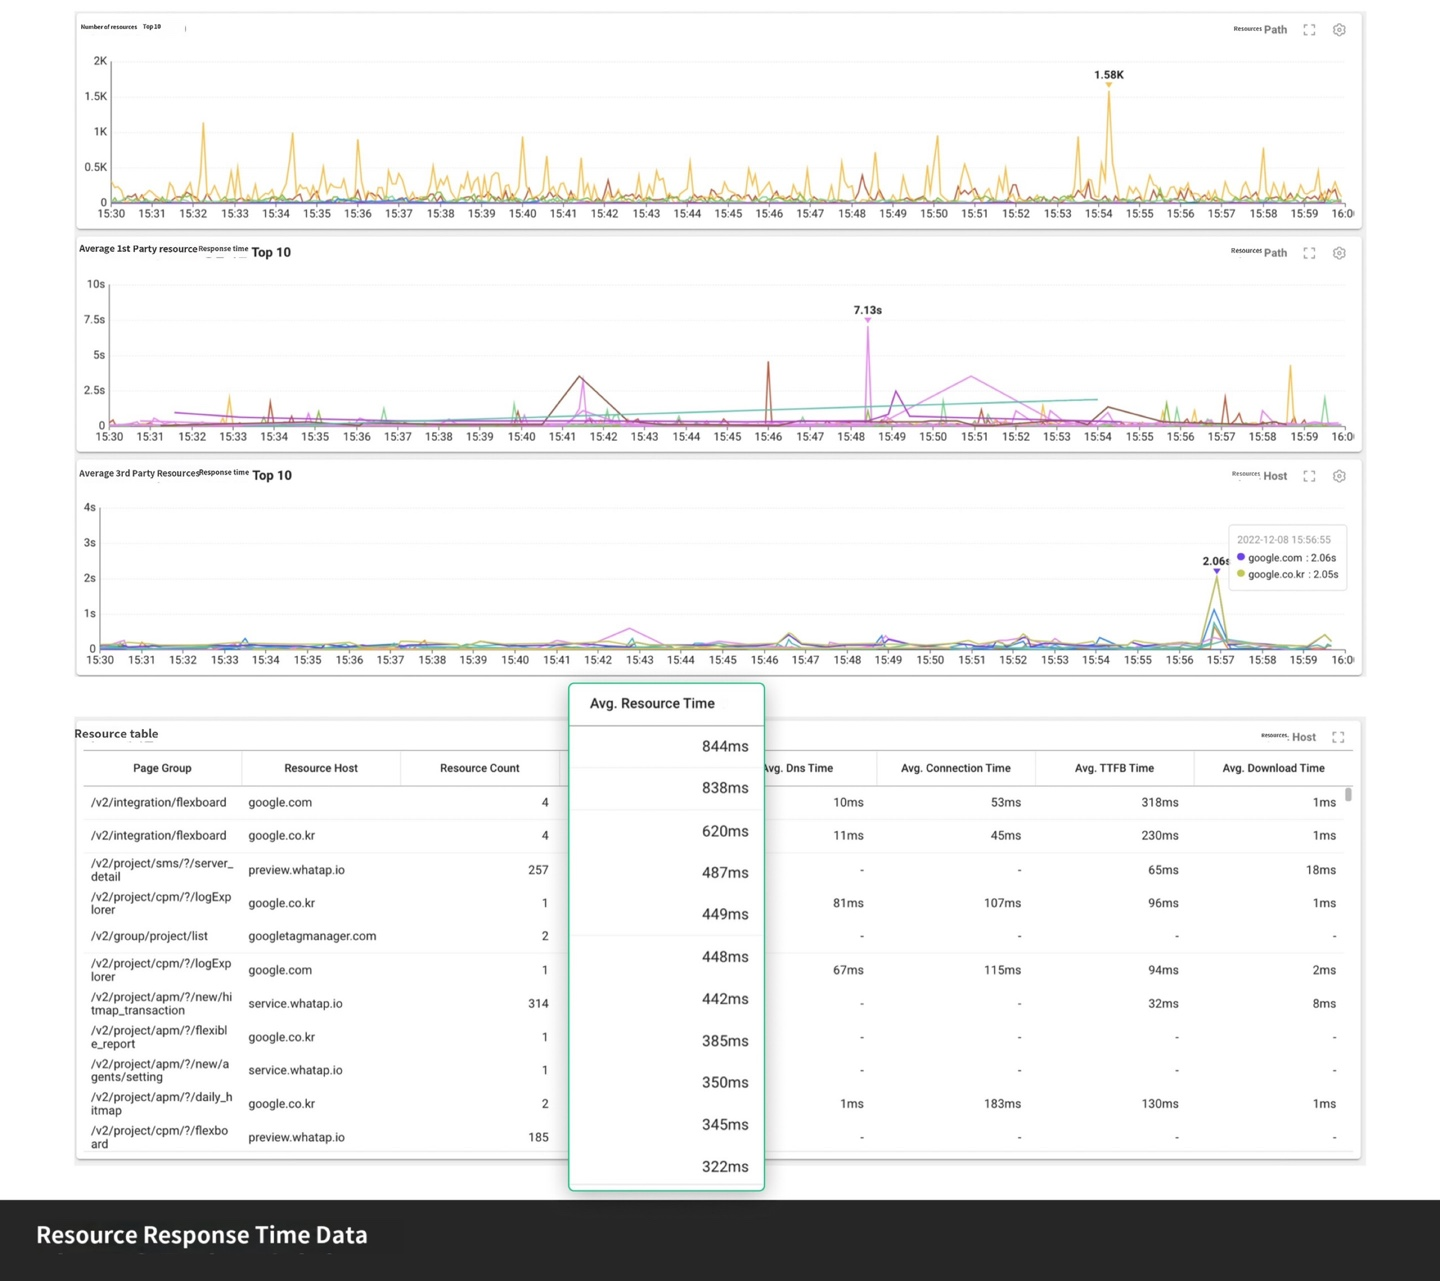 Number of resources Top 10
Resources Path
2K
1.5K
1K
0.5K
0
1.58K
15:30 15:31 15:32 15:33 15:34 15:35 15:36 15:37 15:38 15:39 15:40 15:41 15:42 15:43 15:44 15:45 15:46 15:47 15:48 15:49 15:50 15:51 15:52 15:53 15:54 15:55 15:56 15:57 15:58 15:59 16:0
Average 1st Party resource Response time Top 10
Resources Path
10s
7.5s
5s
2.5s
0
7.13s
15:30 15:31 15:32 15:33 15:34 15:35 15:36 15:37 15:38 15:39 15:40 15:41 15:42 15:43 15:44 15:45 15:46 15:47 15:48 15:49 15:50 15:51 15:52 15:53 15:54 15:55 15:56 15:57 15:58 15:59 16:0
Average 3rd Party Resources Response time Top 10
Resources Host
4s
3s
2s
1s
0
2.06s
2022-12-08 15:56:55
google.com : 2.06s
google.co.kr : 2.05s
15:30 15:31 15:32 15:33 15:34 15:35 15:36 15:37 15:38 15:39 15:40 15:41 15:42 15:43 15:44 15:45 15:46 15:47 15:48 15:49 15:50 15:51 15:52 15:53 15:54 15:55 15:56 15:57 15:58 15:59 16:0
Resource table
Resources. Host
Page Group Resource Host Resource Count Avg. Resource Time Avg. Dns Time Avg. Connection Time Avg. TTFB Time Avg. Download Time
/v2/integration/flexboard google.com 4 844ms 10ms 53ms 318ms 1ms
/v2/integration/flexboard google.co.kr 4 838ms 11ms 45ms 230ms 1ms
/v2/project/sms/?/server_
detail preview.whatap.io 257 620ms - - 65ms 18ms
/v2/project/cpm/?/logExp
lorer google.co.kr 1 487ms 81ms 107ms 96ms 1ms
/v2/group/project/list googletagmanager.com 2 449ms - - - -
/v2/project/cpm/?/logExp
lorer google.com 1 448ms 67ms 115ms 94ms 2ms
/v2/project/apm/?/new/hi
tmap_transaction service.whatap.io 314 442ms - - 32ms 8ms
/v2/project/apm/?/flexibl
e_report google.co.kr 1 385ms - - - -
/v2/project/apm/?/new/a
gents/setting service.whatap.io 1 350ms - - - -
/v2/project/apm/?/daily_h
itmap google.co.kr 2 345ms 1ms 183ms 130ms 1ms
/v2/project/cpm/?/flexbo
ard preview.whatap.io 185 322ms - - - -
Resource Response Time Data